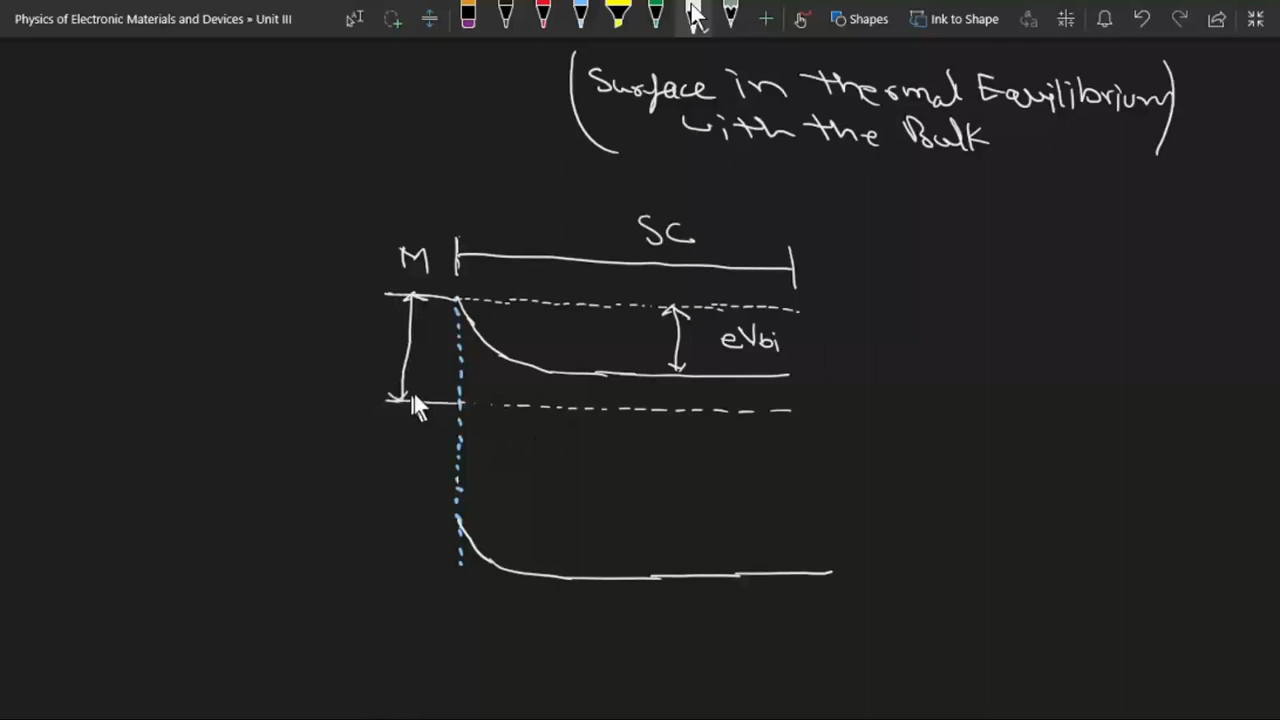 Physics of Electronic Materials and Devices » Unit III
Shapes
Ink to Shape
(Surface in thermal Equilibrium
with the Bulk)
SC
M
eVbi